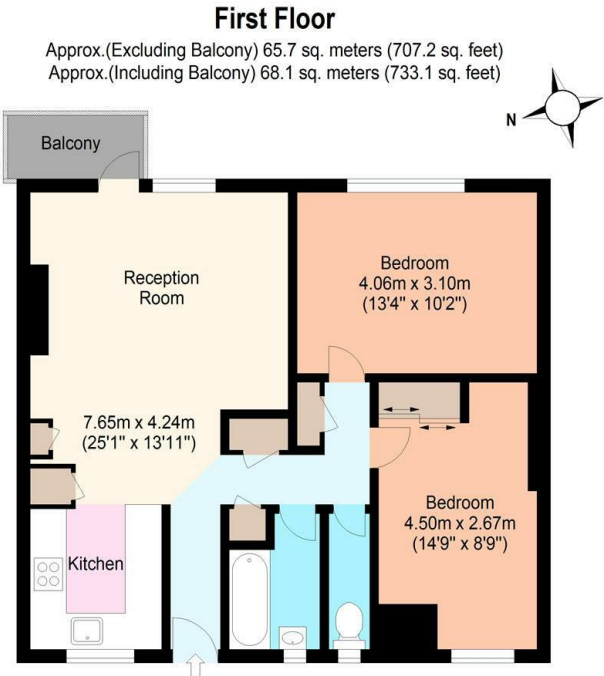 First Floor
Approx.(Excluding Balcony) 65.7 sq. meters (707.2 sq. feet)
Approx.(Including Balcony) 68.1 sq. meters (733.1 sq. feet)
N
Balcony
Reception
Room
Bedroom
4.06m x 3.10m
(13'4" x 10'2")
7.65m x 4.24m
(25'1" x 13'11")
Bedroom
4.50m x 2.67m
(14'9" x 8'9")
Kitchen